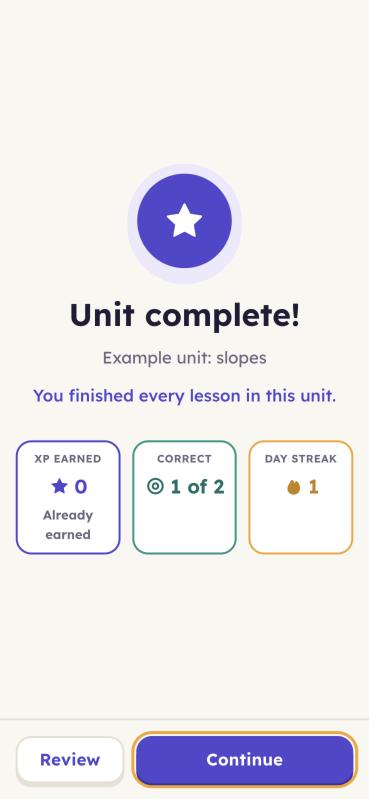 Unit complete!
Example unit: slopes
You finished every lesson in this unit.
XP EARNED
0
Already
earned
CORRECT
1 of 2
DAY STREAK
1
Review
Continue